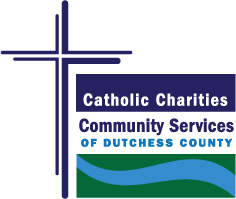 Catholic Charities
Community Services
OF DUTCHESS COUNTY